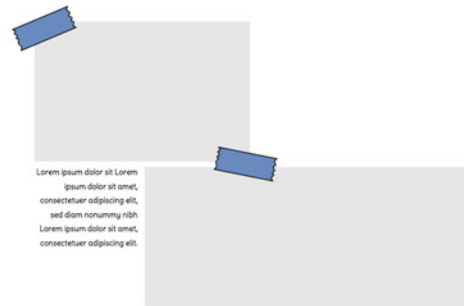 Lorem ipsum dolor sit Lorem
ipsum dolor sit amet,
consectetuer adipiscing elit,
sed diam nonummy nibh
Lorem ipsum dolor sit amet,
consectetuer adipiscing elit.